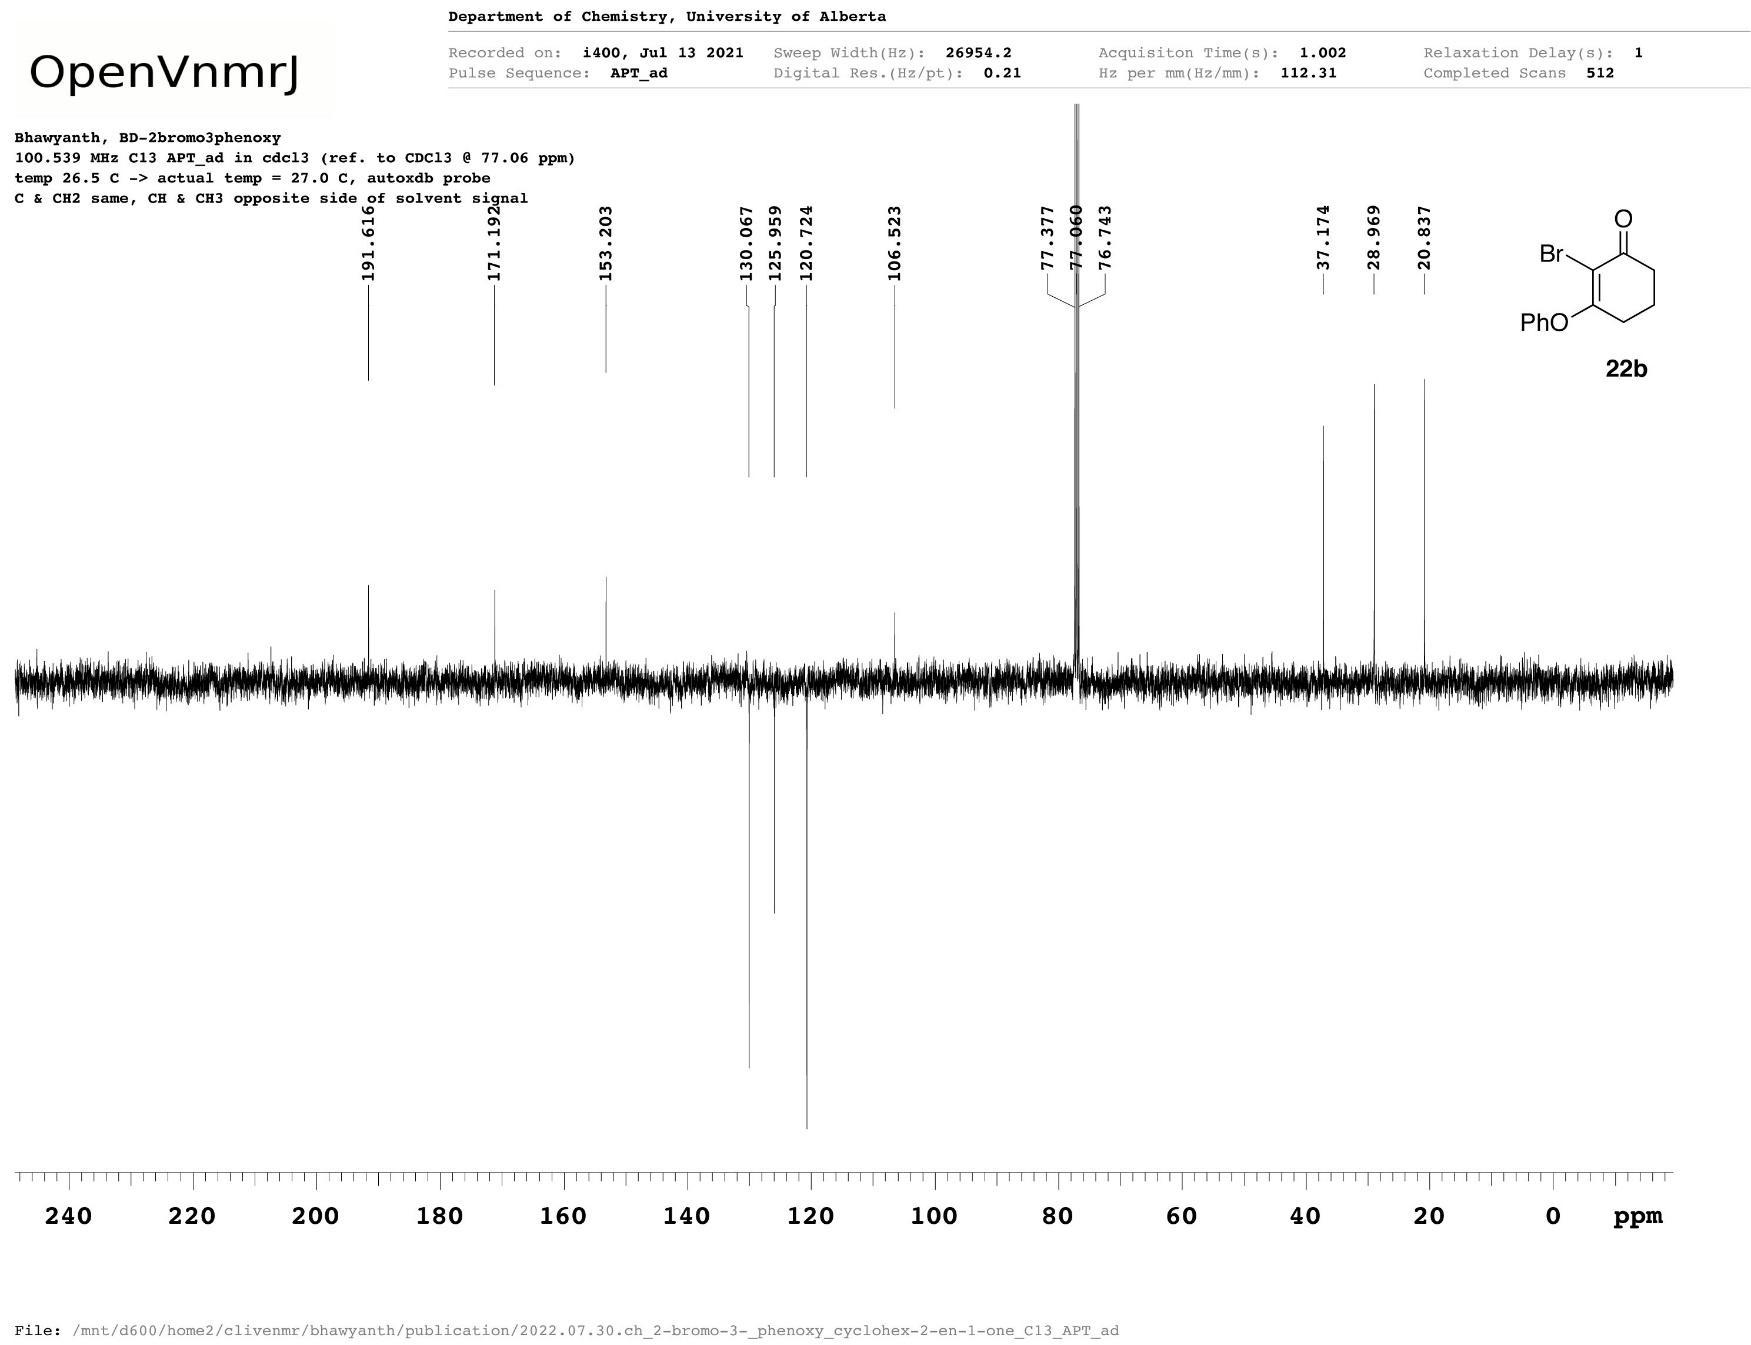 Department of Chemistry, University of Alberta
OpenVnmrJ
Recorded on: i400, Jul 13 2021 Sweep Width(Hz): 26954.2 Acquisiton Time(s): 1.002 Relaxation Delay(s): 1
Pulse Sequence: APT_ad Digital Res.(Hz/pt): 0.21 Hz per mm(Hz/mm): 112.31 Completed Scans 512
Bhawyanth, BD-2bromo3phenoxy
100.539 MHz C13 APT_ad in cdcl3 (ref. to CDCl3 @ 77.06 ppm)
temp 26.5 C -> actual temp = 27.0 C, autoxdb probe
C & CH2 same, CH & CH3 opposite side of solvent signal
191.616 171.192 153.203 130.067 125.959 120.724 106.523 77.377 77.060 76.743 37.174 28.969 20.837
O
Br
PhO
22b
240 220 200 180 160 140 120 100 80 60 40 20 0 ppm
File: /mnt/d600/home2/clivenmr/bhawyanth/publication/2022.07.30.ch_2-bromo-3-_phenoxy_cyclohex-2-en-1-one_C13_APT_ad